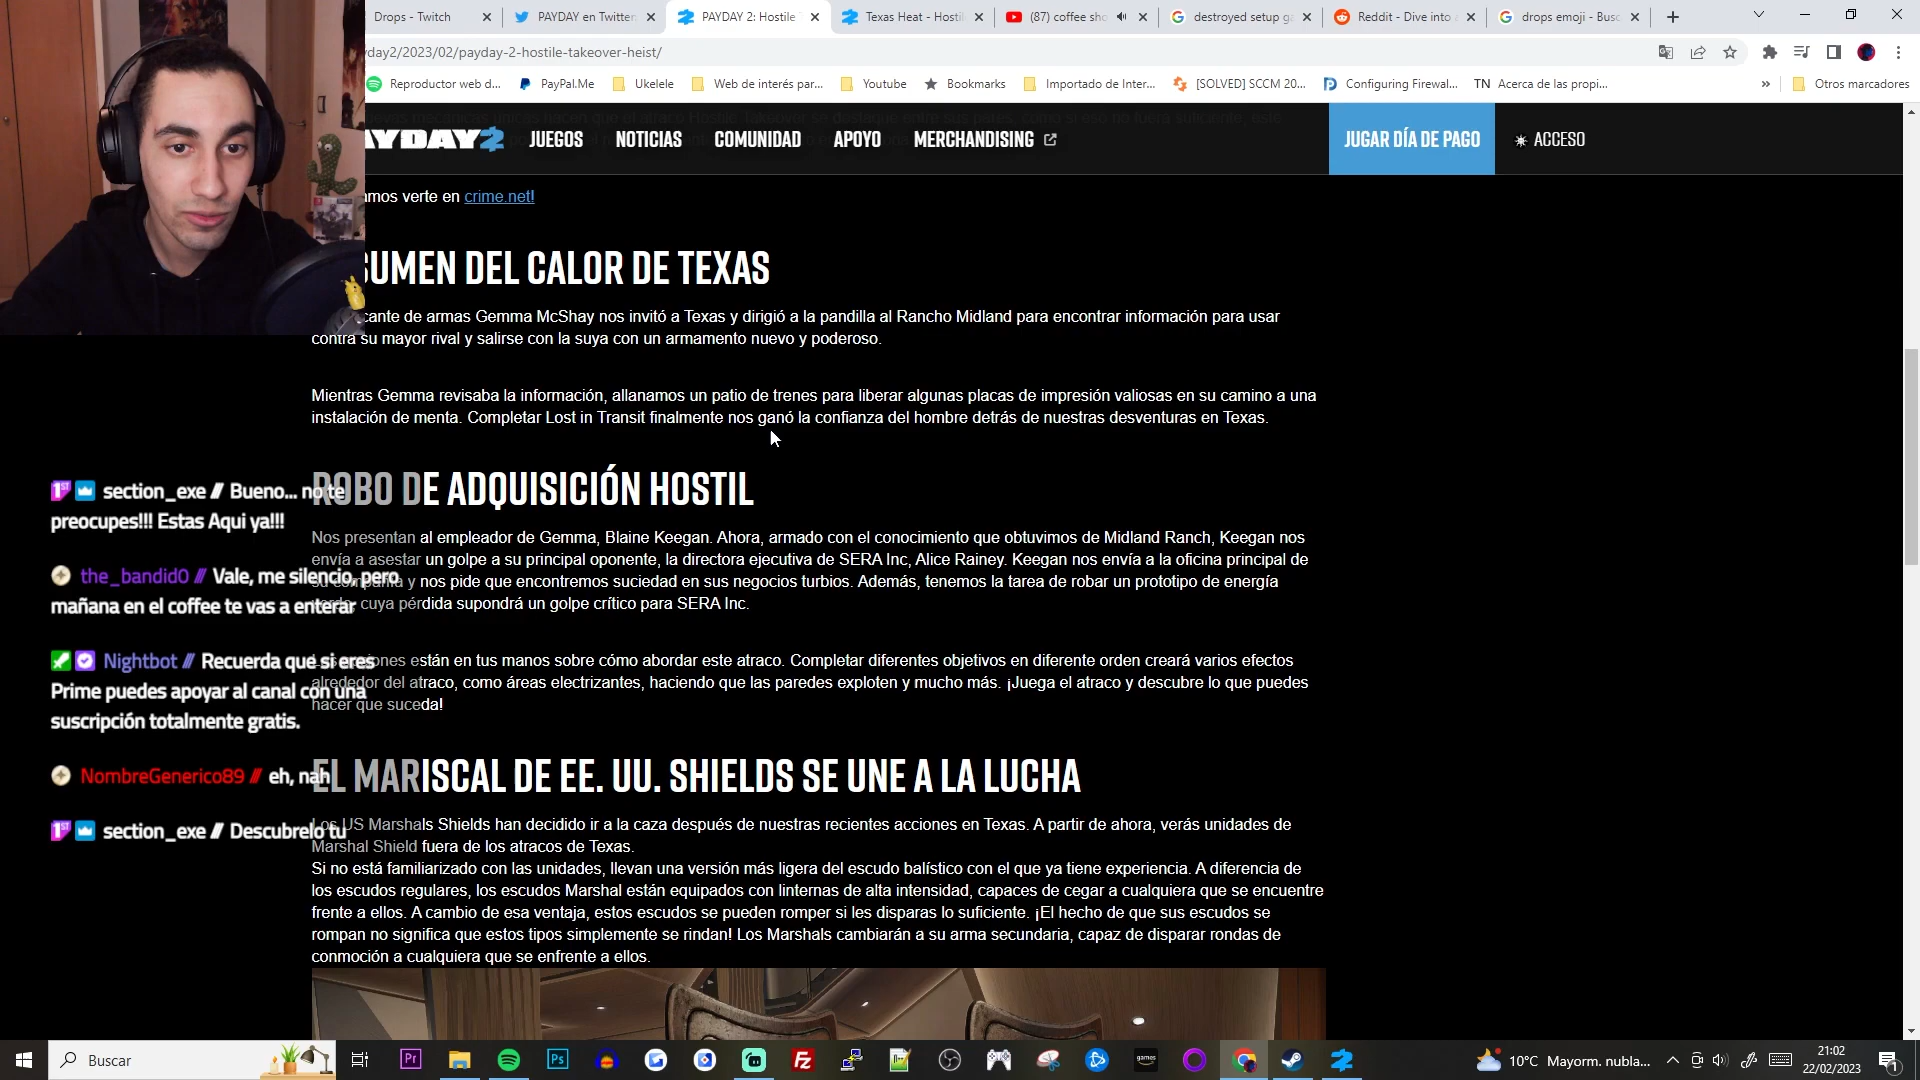 Drops - Twitch
PAYDAY en Twitter
PAYDAY 2: Hostile
Texas Heat - Hostil
(87) coffee sho
destroyed setup g
Reddit - Dive into
drops emoji - Busc
yday2/2023/02/payday-2-hostile-takeover-heist/
Reproductor web d...
PayPal.Me
Ukelele
Web de interés par...
Youtube
Bookmarks
Importado de Inter...
[SOLVED] SCCM 20...
Configuring Firewal...
TN Acerca de las propi...
»
Otros marcadores
AYDAY 2
JUEGOS
NOTICIAS
COMUNIDAD
APOYO
MERCHANDISING
JUGAR DÍA DE PAGO
ACCESO
mos verte en crime.net!
SUMEN DEL CALOR DE TEXAS
cante de armas Gemma McShay nos invitó a Texas y dirigió a la pandilla al Rancho Midland para encontrar información para usar
contra su mayor rival y salirse con la suya con un armamento nuevo y poderoso.
Mientras Gemma revisaba la información, allanamos un patio de trenes para liberar algunas placas de impresión valiosas en su camino a una
instalación de menta. Completar Lost in Transit finalmente nos ganó la confianza del hombre detrás de nuestras desventuras en Texas.
ROBO DE ADQUISICIÓN HOSTIL
Nos presentan al empleador de Gemma, Blaine Keegan. Ahora, armado con el conocimiento que obtuvimos de Midland Ranch, Keegan nos
envía a asestar un golpe a su principal oponente, la directora ejecutiva de SERA Inc, Alice Rainey. Keegan nos envía a la oficina principal de
su compañía y nos pide que encontremos suciedad en sus negocios turbios. Además, tenemos la tarea de robar un prototipo de energía
verde, cuya pérdida supondrá un golpe crítico para SERA Inc.
están en tus manos sobre cómo abordar este atraco. Completar diferentes objetivos en diferente orden creará varios efectos
alrededor del atraco, como áreas electrizantes, haciendo que las paredes exploten y mucho más. ¡Juega el atraco y descubre lo que puedes
hacer que suceda!
EL MARISCAL DE EE. UU. SHIELDS SE UNE A LA LUCHA
Los US Marshals Shields han decidido ir a la caza después de nuestras recientes acciones en Texas. A partir de ahora, verás unidades de
Marshal Shield fuera de los atracos de Texas.
Si no está familiarizado con las unidades, llevan una versión más ligera del escudo balístico con el que ya tiene experiencia. A diferencia de
los escudos regulares, los escudos Marshal están equipados con linternas de alta intensidad, capaces de cegar a cualquiera que se encuentre
frente a ellos. A cambio de esa ventaja, estos escudos se pueden romper si les disparas lo suficiente. ¡El hecho de que sus escudos se
rompan no significa que estos tipos simplemente se rindan! Los Marshals cambiarán a su arma secundaria, capaz de disparar rondas de
conmoción a cualquiera que se enfrente a ellos.
1ST section_exe // Bueno... no te
preocupes!!! Estas Aqui ya!!!
the_bandid0 // Vale, me silencio, pero
mañana en el coffee te vas a enterar
Nightbot // Recuerda que si eres
Prime puedes apoyar al canal con una
suscripción totalmente gratis.
NombreGenerico89 // eh, nah
1ST section_exe // Descubrelo tu
Buscar
10°C Mayorm. nubla...
21:02
22/02/2023